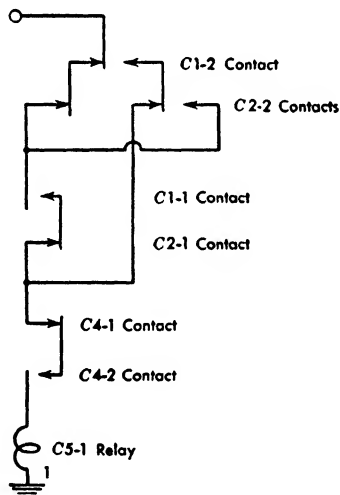 C1-2 Contact
C2-2 Contacts
C1-1 Contact
C2-1 Contact
C4-1 Contact
C4-2 Contact
C5-1 Relay
1